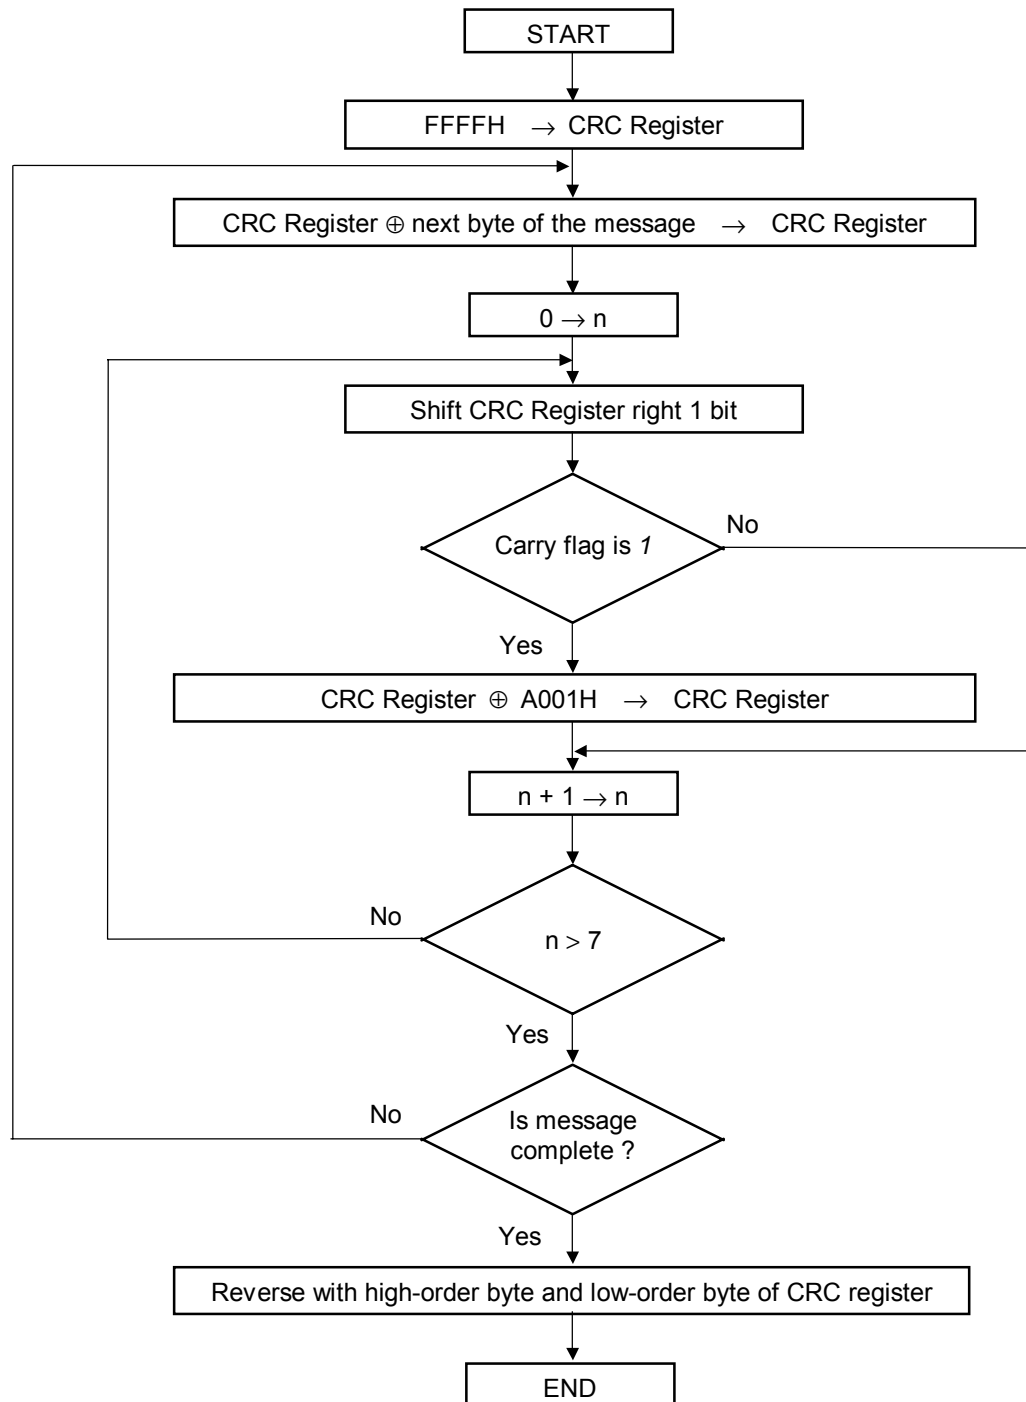 START
FFFFH → CRC Register
CRC Register ⊕ next byte of the message → CRC Register
0 → n
Shift CRC Register right 1 bit
Carry flag is 1
No
Yes
CRC Register ⊕ A001H → CRC Register
n + 1 → n
No
n > 7
Yes
No
Is message
complete ?
Yes
Reverse with high-order byte and low-order byte of CRC register
END